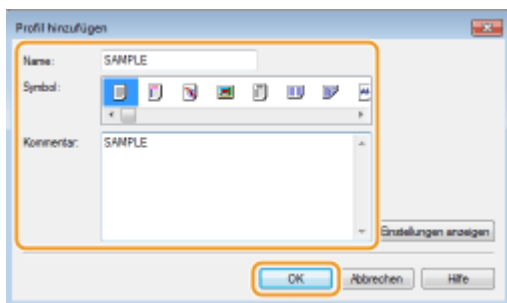 Profil hinzufügen
Name: SAMPLE
Symbol:
Kommentar: SAMPLE
Einstellungen anzeigen
OK Abbrechen Hilfe